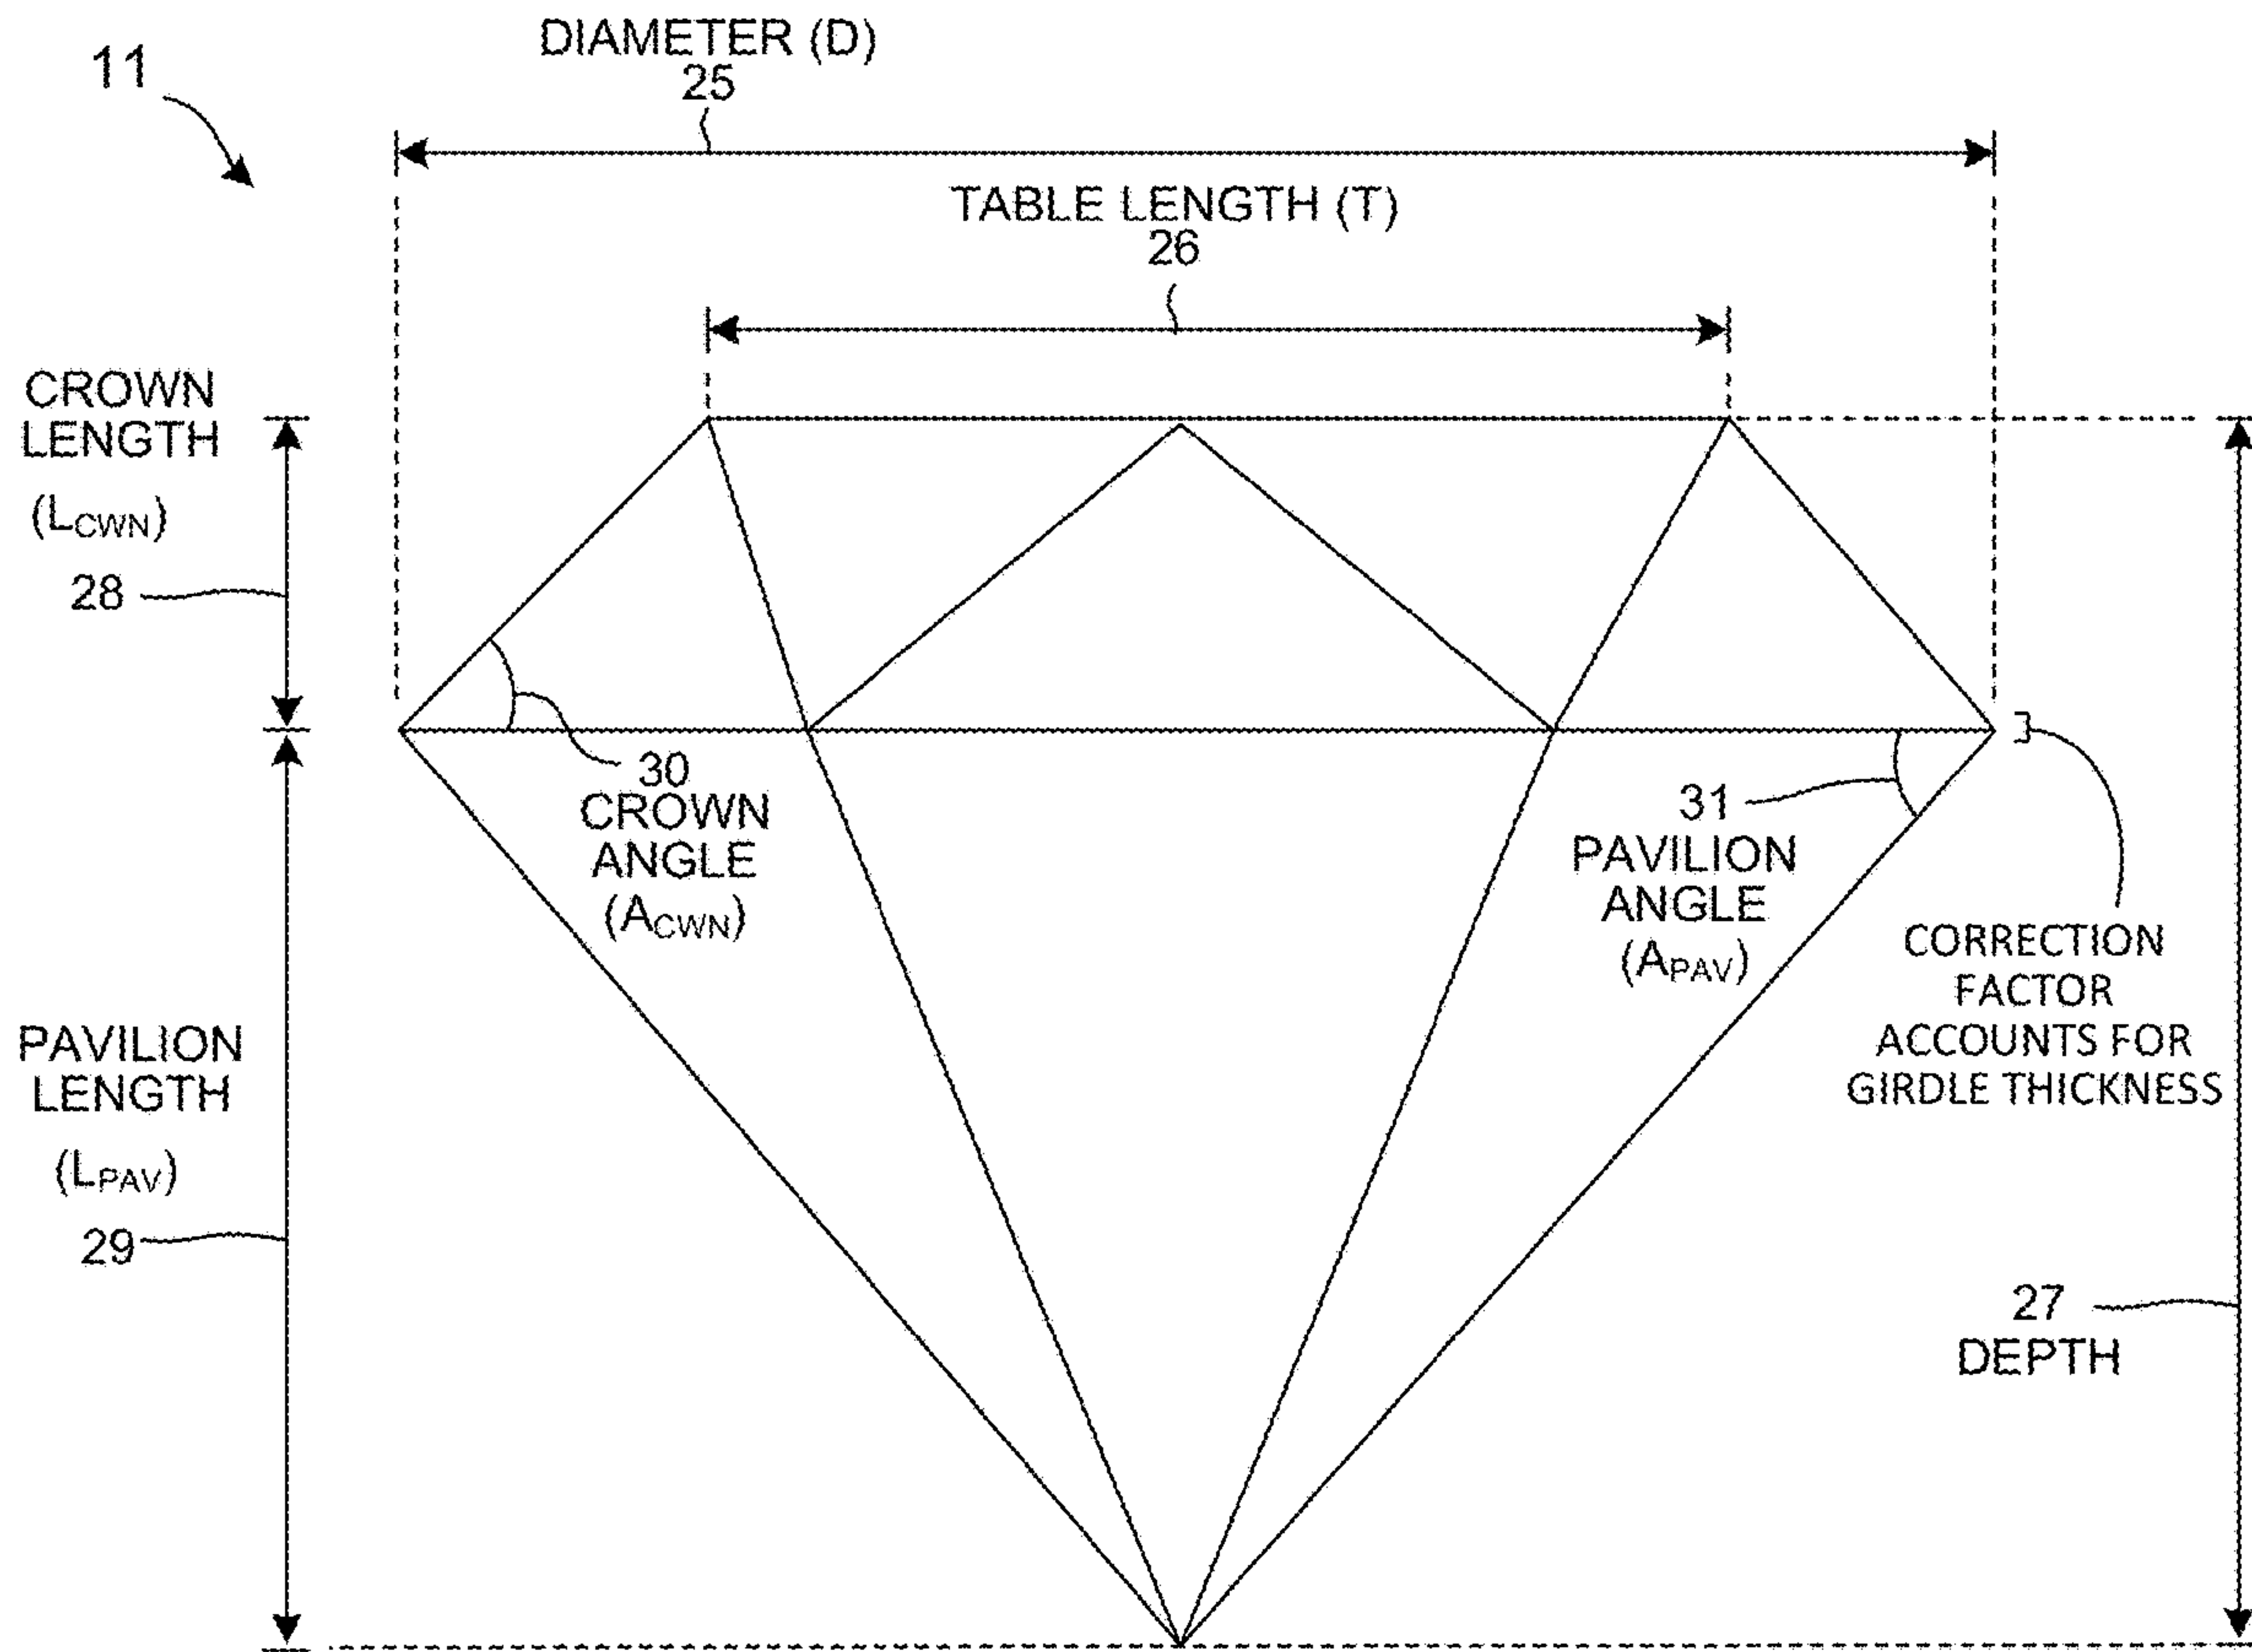 11
DIAMETER (D)
25
TABLE LENGTH (T)
26
CROWN
LENGTH
(LCWN)
28
30
CROWN
ANGLE
(ACWN)
31
PAVILION
ANGLE
(APAV)
CORRECTION
FACTOR
ACCOUNTS FOR
GIRDLE THICKNESS
PAVILION
LENGTH
(LPAV)
29
27
DEPTH